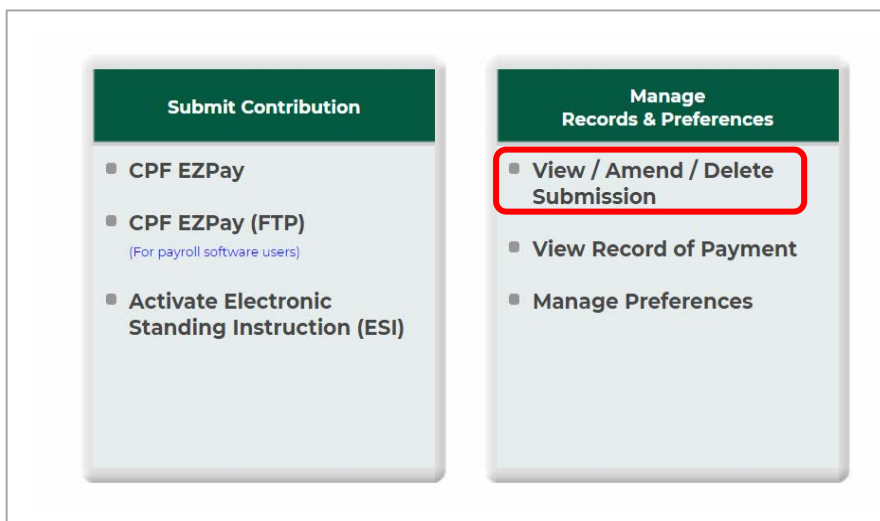 Submit Contribution
CPF EZPay
CPF EZPay (FTP)
(For payroll software users)
Activate Electronic
Standing Instruction (ESI)
Manage
Records & Preferences
View / Amend / Delete
Submission
View Record of Payment
Manage Preferences